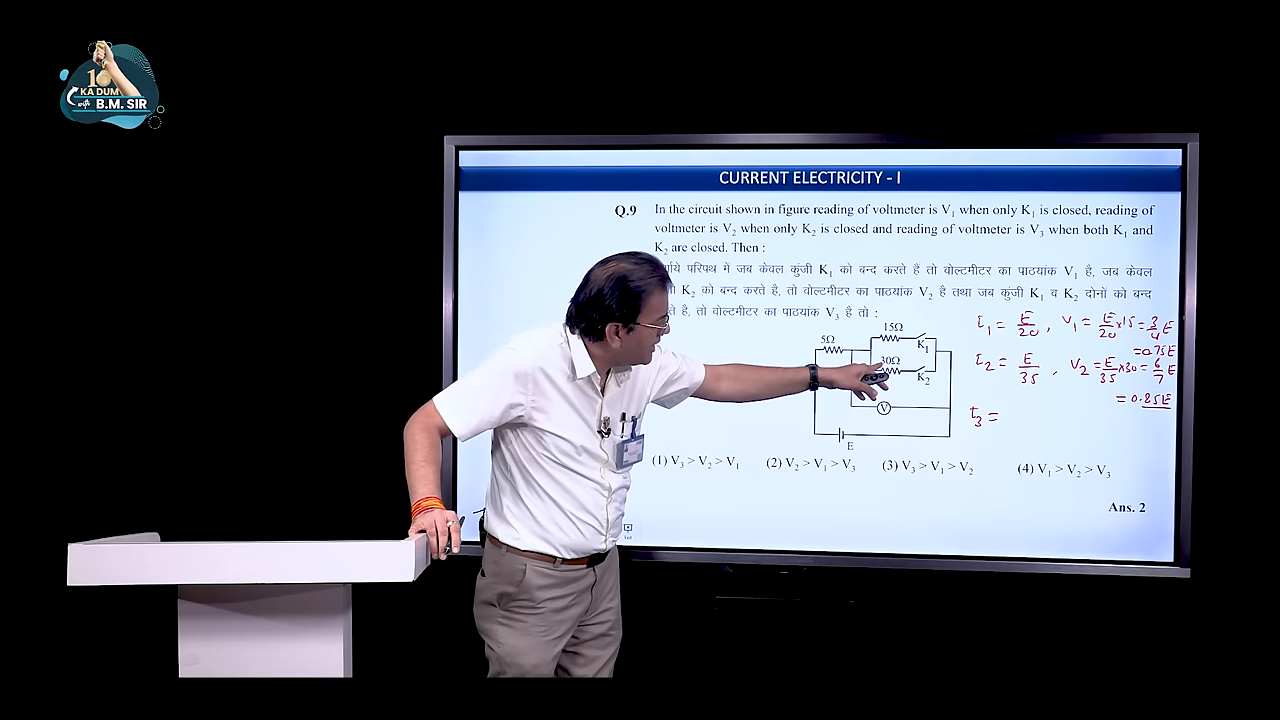 10
KA DUM
with B.M. SIR
CURRENT ELECTRICITY - I
Q.9 In the circuit shown in figure reading of voltmeter is V₁ when only K₁ is closed, reading of
voltmeter is V₂ when only K₂ is closed and reading of voltmeter is V₃ when both K₁ and
K₂ are closed. Then :
परिपथ में जब केवल कुंजी K₁ को बन्द करते हैं तो वोल्टमीटर का पाठयांक V₁ है, जब केवल
K₂ को बन्द करते है, तो वोल्टमीटर का पाठयांक V₂ है तथा जब कुंजी K₁ व K₂ दोनों को बन्द
है, तो वोल्टमीटर का पाठयांक V₃ है तो :
15Ω
K₁
5Ω
30Ω
K₂
V
E
I₁ = E/20 , V₁ = E/20 × 15 = 3/4 E
= 0.75E
I₂ = E/35 , V₂ = E/35 × 30 = 6/7 E
= 0.85E
I₃ =
(1) V₃ > V₂ > V₁ (2) V₂ > V₁ > V₃ (3) V₃ > V₁ > V₂ (4) V₁ > V₂ > V₃
Ans. 2